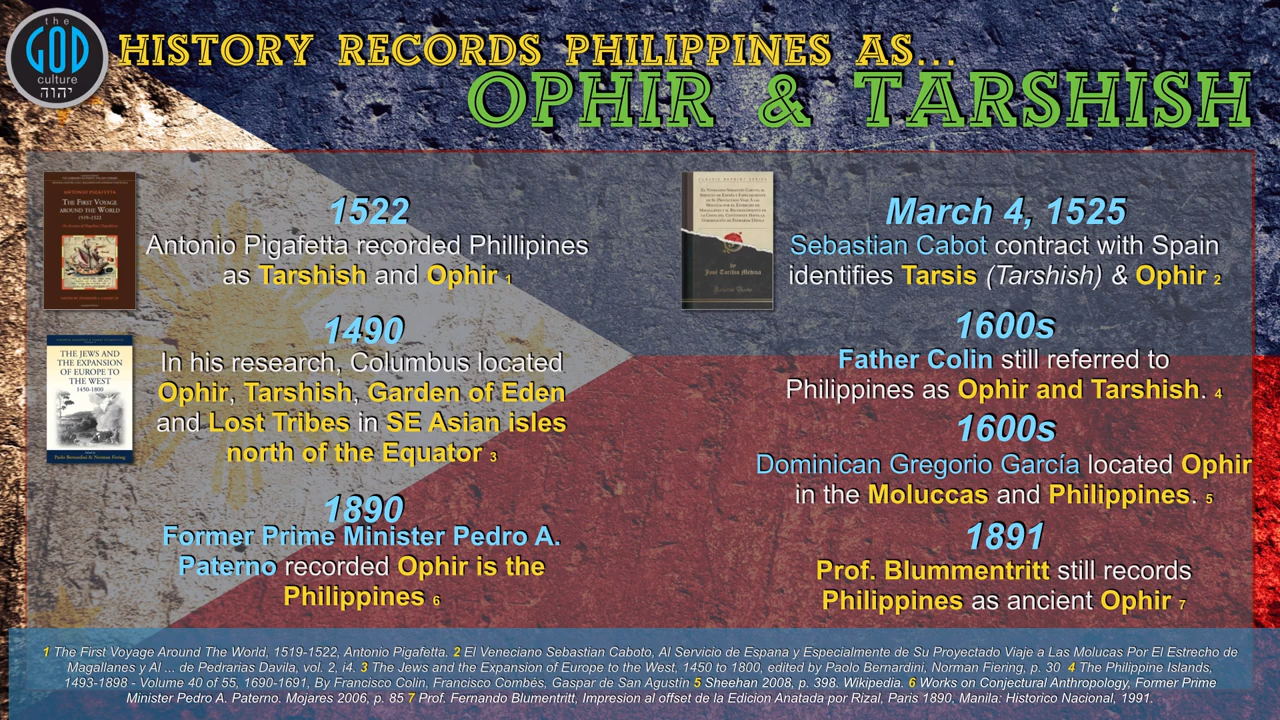 the
GOD
culture
יהוה
HISTORY RECORDS PHILIPPINES AS...
OPHIR & TARSHISH
ANTONIO PIGAFETTA
THE FIRST VOYAGE
AROUND THE WORLD
1519-1522
1522
Antonio Pigafetta recorded Phillipines
as Tarshish and Ophir 1
THE JEWS AND
THE EXPANSION
OF EUROPE TO
THE WEST
1450-1800
Edited by
Paolo Bernardini & Norman Fiering
1490
In his research, Columbus located
Ophir, Tarshish, Garden of Eden
and Lost Tribes in SE Asian isles
north of the Equator 3
1890
Former Prime Minister Pedro A.
Paterno recorded Ophir is the
Philippines 6
CLASSIC REPRINT SERIES
by
José Toribio Medina
March 4, 1525
Sebastian Cabot contract with Spain
identifies Tarsis (Tarshish) & Ophir 2
1600s
Father Colin still referred to
Philippines as Ophir and Tarshish. 4
1600s
Dominican Gregorio García located Ophir
in the Moluccas and Philippines. 5
1891
Prof. Blummentritt still records
Philippines as ancient Ophir 7
1 The First Voyage Around The World, 1519-1522, Antonio Pigafetta. 2 El Veneciano Sebastian Caboto, Al Servicio de Espana y Especialmente de Su Proyectado Viaje a Las Molucas Por El Estrecho de
Magallanes y Al ... de Pedrarias Davila, vol. 2, i4. 3 The Jews and the Expansion of Europe to the West, 1450 to 1800, edited by Paolo Bernardini, Norman Fiering, p. 30 4 The Philippine Islands,
1493-1898 - Volume 40 of 55, 1690-1691, By Francisco Colin, Francisco Combés, Gaspar de San Agustín 5 Sheehan 2008. p. 398. Wikipedia. 6 Works on Conjectural Anthropology, Former Prime
Minister Pedro A. Paterno. Mojares 2006, p. 85 7 Prof. Fernando Blumentritt, Impresion al offset de la Edicion Anatada por Rizal, Paris 1890. Manila: Historico Nacional, 1991.